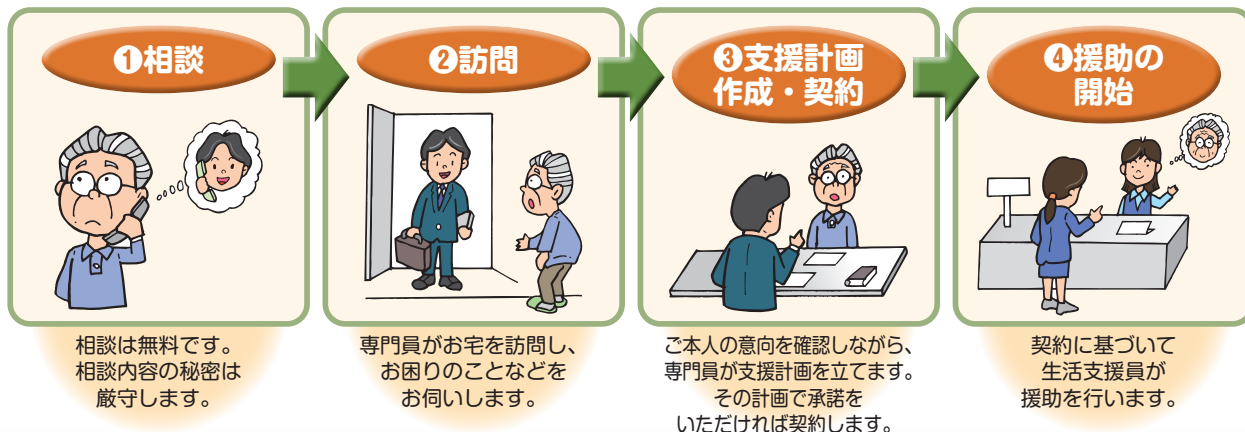 ❶相談
相談は無料です。
相談内容の秘密は
厳守します。
❷訪問
専門員がお宅を訪問し、
お困りのことなどを
お伺いします。
❸支援計画
作成・契約
ご本人の意向を確認しながら、
専門員が支援計画を立てます。
その計画で承諾を
いただければ契約します。
❹援助の
開始
契約に基づいて
生活支援員が
援助を行います。